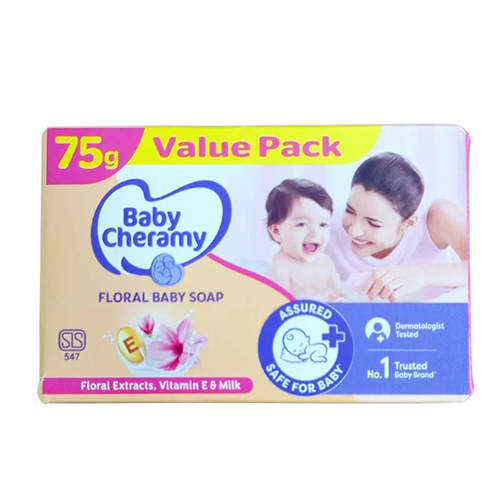 75g Value Pack
Baby
Cheramy
FLORAL BABY SOAP
E
SLS
547
Floral Extracts, Vitamin E & Milk
ASSURED
SAFE FOR BABY
Dermatologist
Tested
No.1 Trusted
Baby Brand*